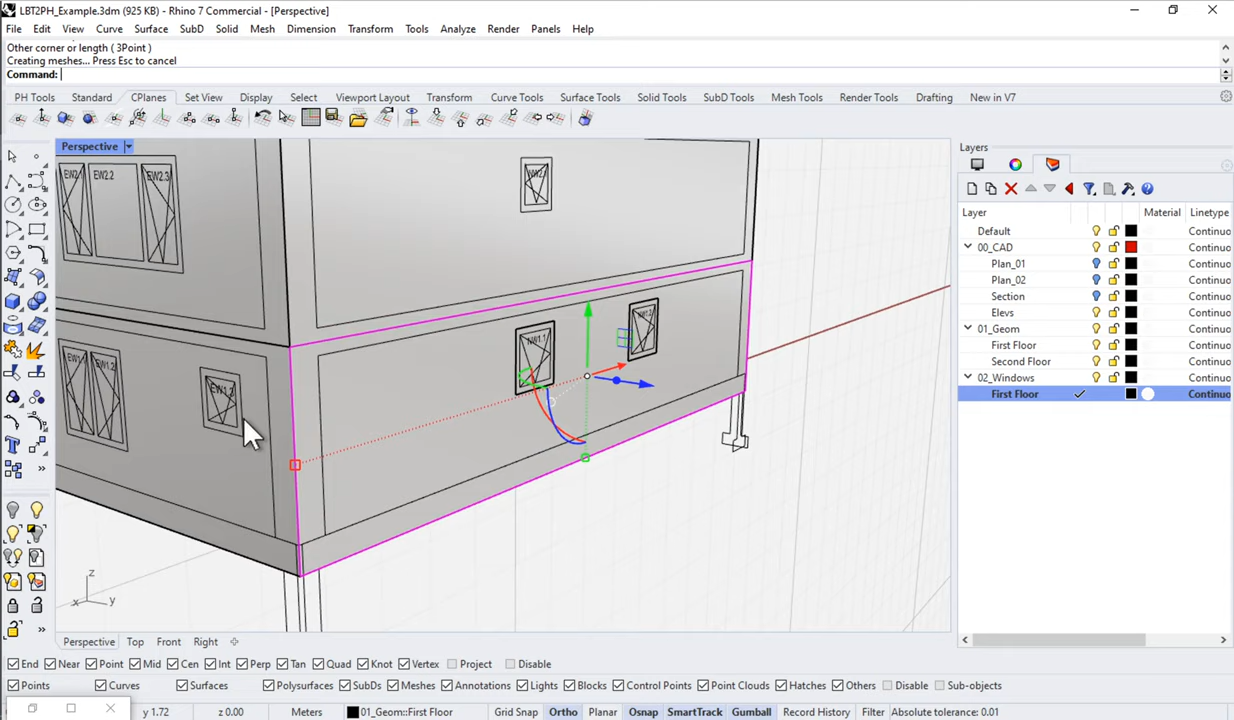 LBT2PH_Example.3dm (925 KB) - Rhino 7 Commercial - [Perspective]
File Edit View Curve Surface SubD Solid Mesh Dimension Transform Tools Analyze Render Panels Help
Other corner or length ( 3Point )
Creating meshes... Press Esc to cancel
Command:
PH Tools Standard CPlanes Set View Display Select Viewport Layout Transform Curve Tools Surface Tools Solid Tools SubD Tools Mesh Tools Render Tools Drafting New in V7
Perspective
Layers
Layer Material Linetype
Default Continuo
00_CAD Continuo
Plan_01 Continuo
Plan_02 Continuo
Section Continuo
Elevs Continuo
01_Geom Continuo
First Floor Continuo
Second Floor Continuo
02_Windows Continuo
First Floor Continuo
EW2.2
EW2.3
NW1.1
EW1.2
EW1.3
z
x y
Perspective Top Front Right
End Near Point Mid Cen Int Perp Tan Quad Knot Vertex Project Disable
Points Curves Surfaces Polysurfaces SubDs Meshes Annotations Lights Blocks Control Points Point Clouds Hatches Others Disable Sub-objects
y 1.72 z 0.00 Meters 01_Geom::First Floor Grid Snap Ortho Planar Osnap SmartTrack Gumball Record History Filter Absolute tolerance: 0.01